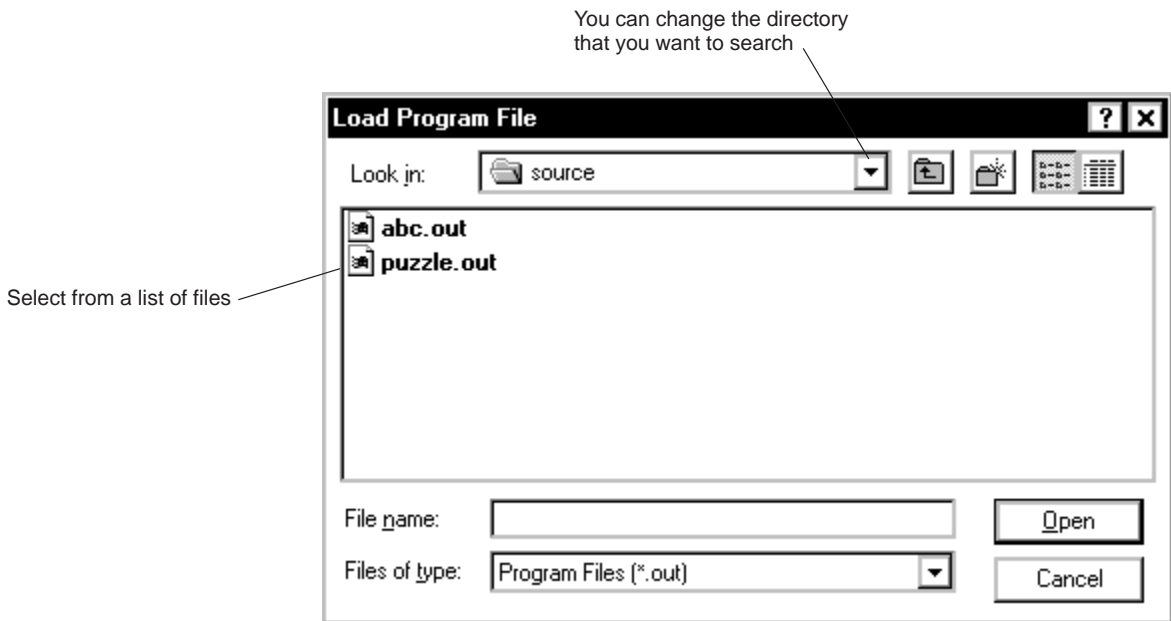 You can change the directory
that you want to search
Load Program File
Look in: source
abc.out
puzzle.out
Select from a list of files
File name: Open
Files of type: Program Files (*.out) Cancel